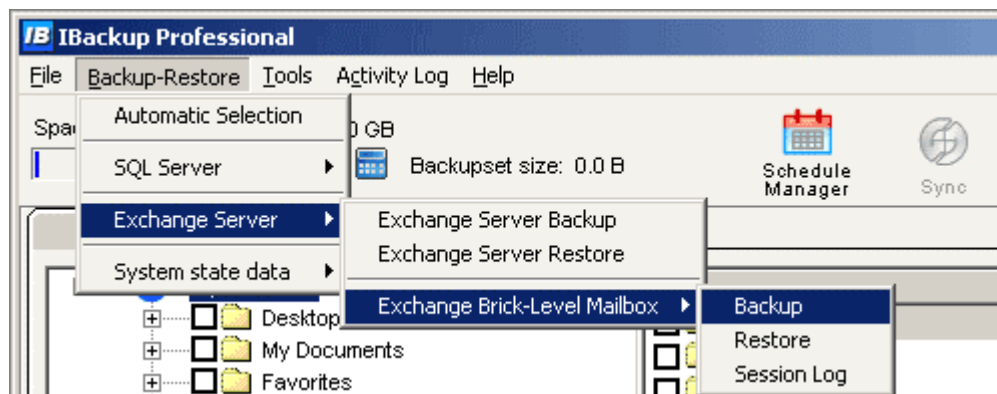 IB IBackup Professional
File Backup-Restore Tools Activity Log Help
Automatic Selection
SQL Server
Exchange Server
System state data
GB
Backupset size: 0.0 B
Schedule
Manager
Sync
Exchange Server Backup
Exchange Server Restore
Exchange Brick-Level Mailbox
Backup
Restore
Session Log
Desktop
My Documents
Favorites